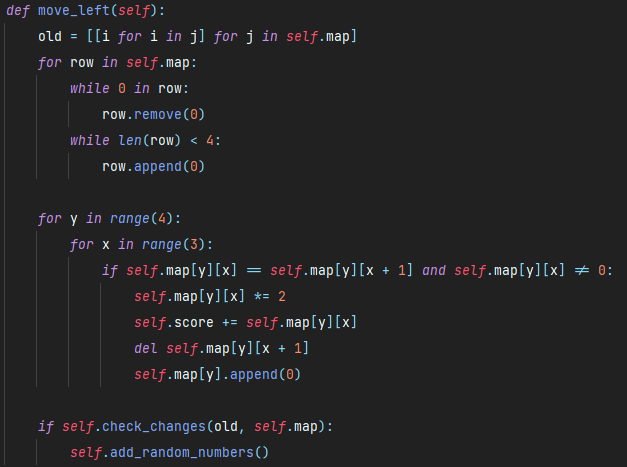 def move_left(self):
    old = [[i for i in j] for j in self.map]
    for row in self.map:
        while 0 in row:
            row.remove(0)
        while len(row) < 4:
            row.append(0)

    for y in range(4):
        for x in range(3):
            if self.map[y][x] == self.map[y][x + 1] and self.map[y][x] != 0:
                self.map[y][x] *= 2
                self.score += self.map[y][x]
                del self.map[y][x + 1]
                self.map[y].append(0)

    if self.check_changes(old, self.map):
        self.add_random_numbers()